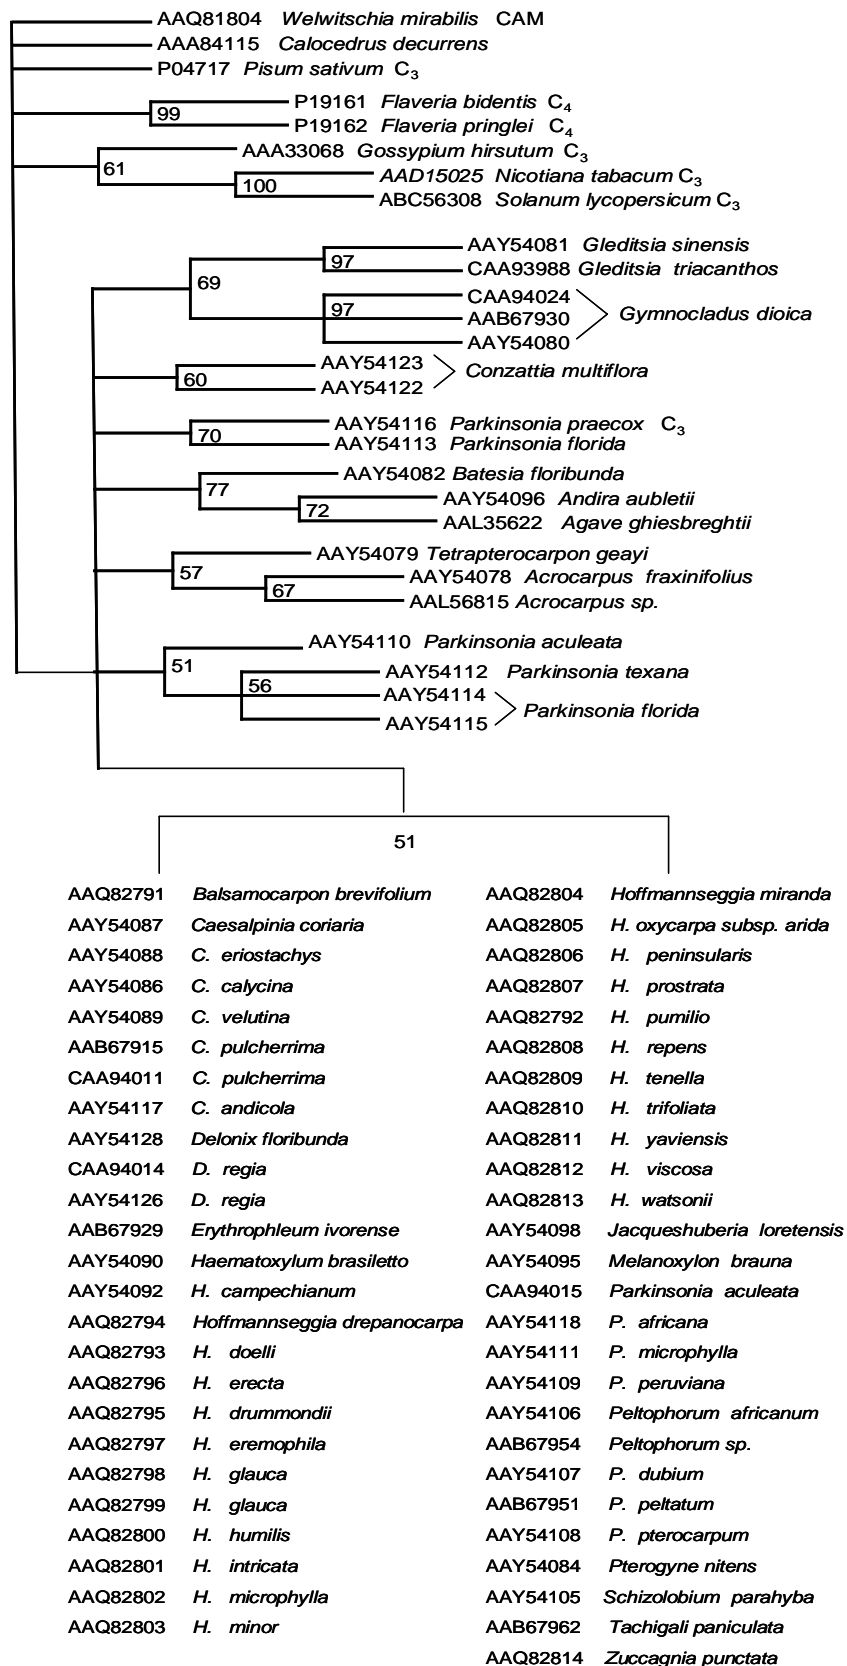 AAQ81804 Welwitschia mirabilis CAM
AAA84115 Calocedrus decurrens
P04717 Pisum sativum C3
P19161 Flaveria bidentis C4
99
P19162 Flaveria pringlei C4
AAA33068 Gossypium hirsutum C3
61
AAD15025 Nicotiana tabacum C3
100
ABC56308 Solanum lycopersicum C3
AAY54081 Gleditsia sinensis
97
CAA93988 Gleditsia triacanthos
69
CAA94024
97
AAB67930
Gymnocladus dioica
AAY54080
AAY54123
Conzattia multiflora
60
AAY54122
AAY54116 Parkinsonia praecox C3
70
AAY54113 Parkinsonia florida
AAY54082 Batesia floribunda
77
AAY54096 Andira aubletii
72
AAL35622 Agave ghiesbreghtii
AAY54079 Tetrapterocarpon geayi
57
AAY54078 Acrocarpus fraxinifolius
67
AAL56815 Acrocarpus sp.
AAY54110 Parkinsonia aculeata
51
AAY54112 Parkinsonia texana
56
AAY54114
Parkinsonia florida
AAY54115
51
AAQ82791 Balsamocarpon brevifolium
AAY54087 Caesalpinia coriaria
AAY54088 C. eriostachys
AAY54086 C. calycina
AAY54089 C. velutina
AAB67915 C. pulcherrima
CAA94011 C. pulcherrima
AAY54117 C. andicola
AAY54128 Delonix floribunda
CAA94014 D. regia
AAY54126 D. regia
AAB67929 Erythrophleum ivorense
AAY54090 Haematoxylum brasiletto
AAY54092 H. campechianum
AAQ82794 Hoffmannseggia drepanocarpa
AAQ82793 H. doelli
AAQ82796 H. erecta
AAQ82795 H. drummondii
AAQ82797 H. eremophila
AAQ82798 H. glauca
AAQ82799 H. glauca
AAQ82800 H. humilis
AAQ82801 H. intricata
AAQ82802 H. microphylla
AAQ82803 H. minor
AAQ82804 Hoffmannseggia miranda
AAQ82805 H. oxycarpa subsp. arida
AAQ82806 H. peninsularis
AAQ82807 H. prostrata
AAQ82792 H. pumilio
AAQ82808 H. repens
AAQ82809 H. tenella
AAQ82810 H. trifoliata
AAQ82811 H. yaviensis
AAQ82812 H. viscosa
AAQ82813 H. watsonii
AAY54098 Jacqueshuberia loretensis
AAY54095 Melanoxylon brauna
CAA94015 Parkinsonia aculeata
AAY54118 P. africana
AAY54111 P. microphylla
AAY54109 P. peruviana
AAY54106 Peltophorum africanum
AAB67954 Peltophorum sp.
AAY54107 P. dubium
AAB67951 P. peltatum
AAY54108 P. pterocarpum
AAY54084 Pterogyne nitens
AAY54105 Schizolobium parahyba
AAB67962 Tachigali paniculata
AAQ82814 Zuccagnia punctata